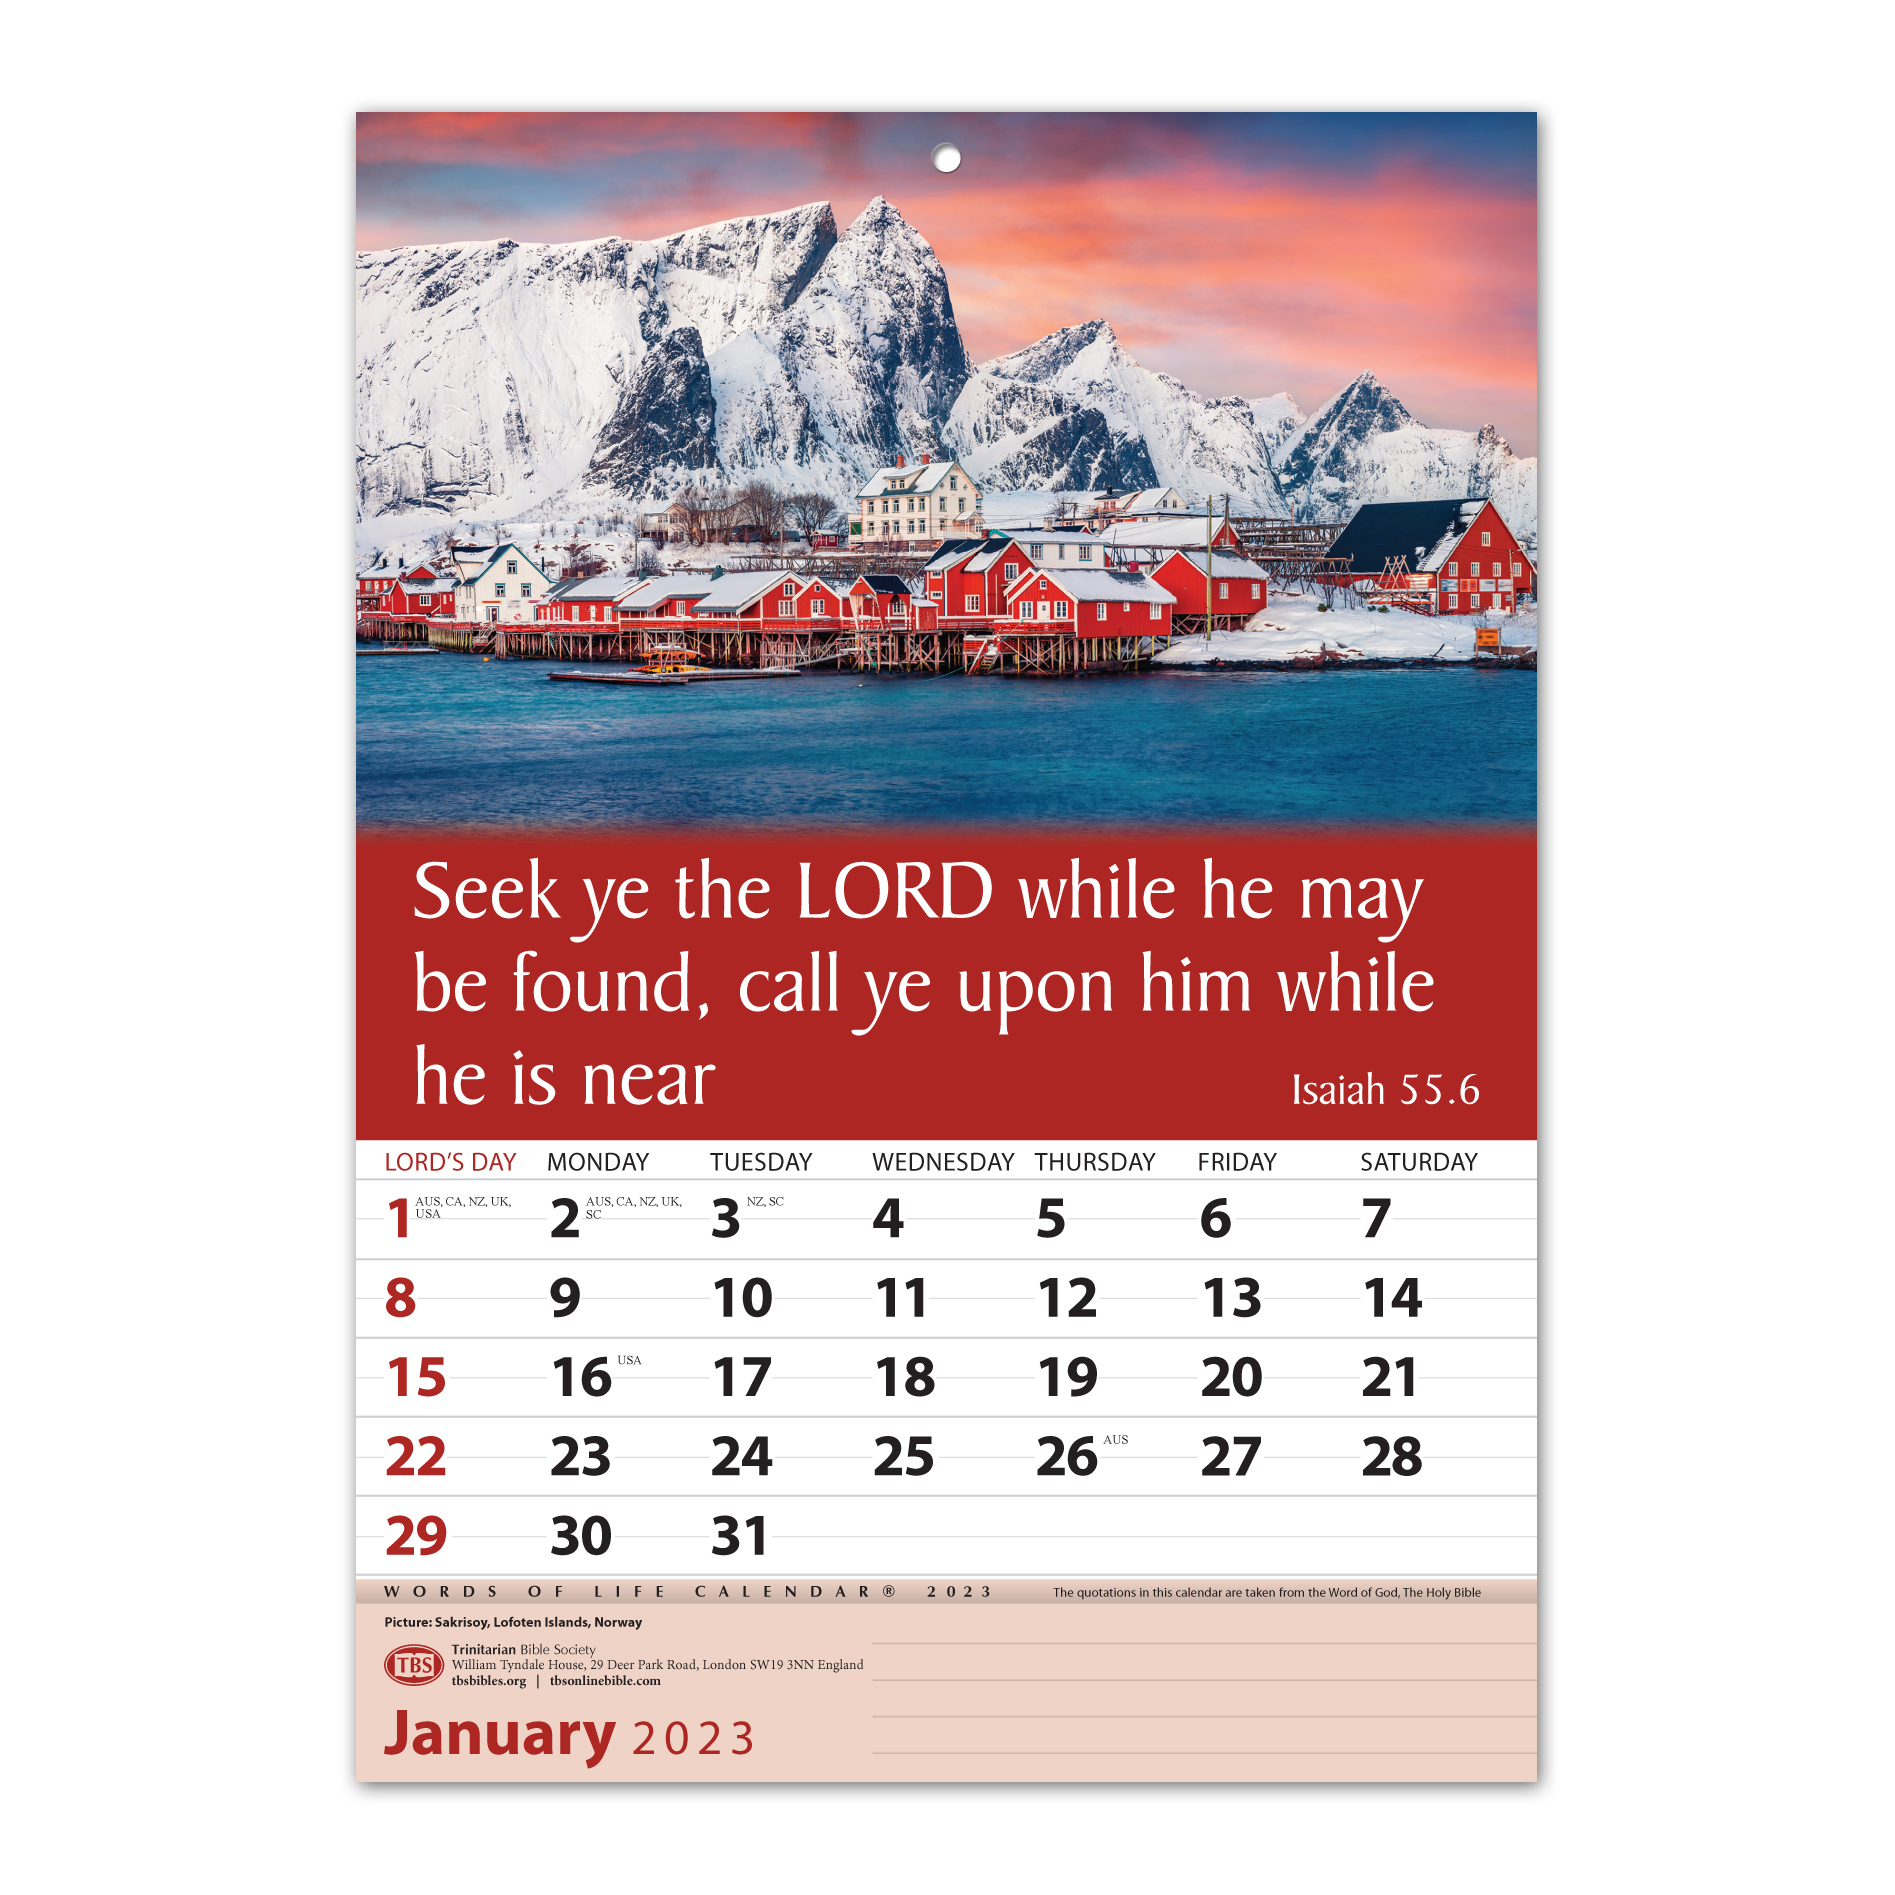 Seek ye the LORD while he may
be found, call ye upon him while
he is near
Isaiah 55.6
LORD'S DAY MONDAY TUESDAY WEDNESDAY THURSDAY FRIDAY SATURDAY
1 AUS, CA, NZ, UK, USA 2 AUS, CA, NZ, UK, SC 3 NZ, SC 4 5 6 7
8 9 10 11 12 13 14
15 16 USA 17 18 19 20 21
22 23 24 25 26 AUS 27 28
29 30 31
WORDS OF LIFE CALENDAR® 2023 The quotations in this calendar are taken from the Word of God, The Holy Bible
Picture: Sakrisoy, Lofoten Islands, Norway
TBS
Trinitarian Bible Society
William Tyndale House, 29 Deer Park Road, London SW19 3NN England
tbsbibles.org | tbsonlinebible.com
January 2023